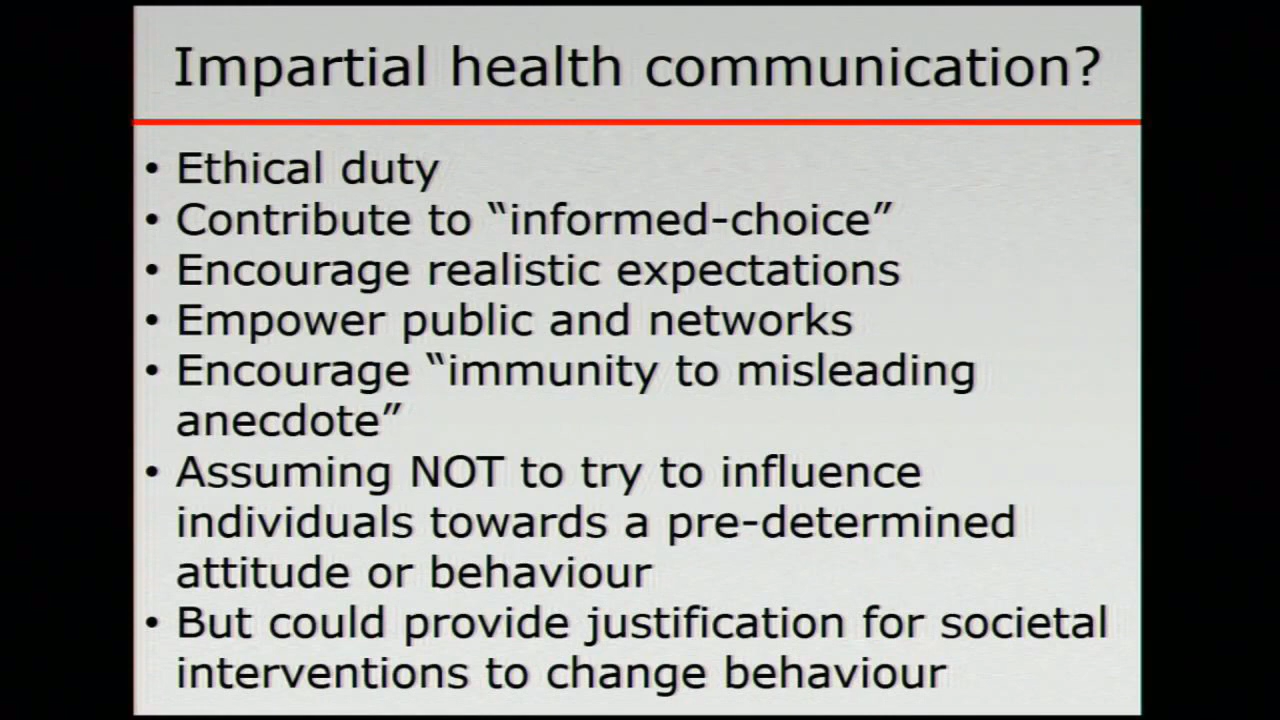 Impartial health communication?
• Ethical duty
• Contribute to “informed-choice”
• Encourage realistic expectations
• Empower public and networks
• Encourage “immunity to misleading
anecdote”
• Assuming NOT to try to influence
individuals towards a pre-determined
attitude or behaviour
• But could provide justification for societal
interventions to change behaviour